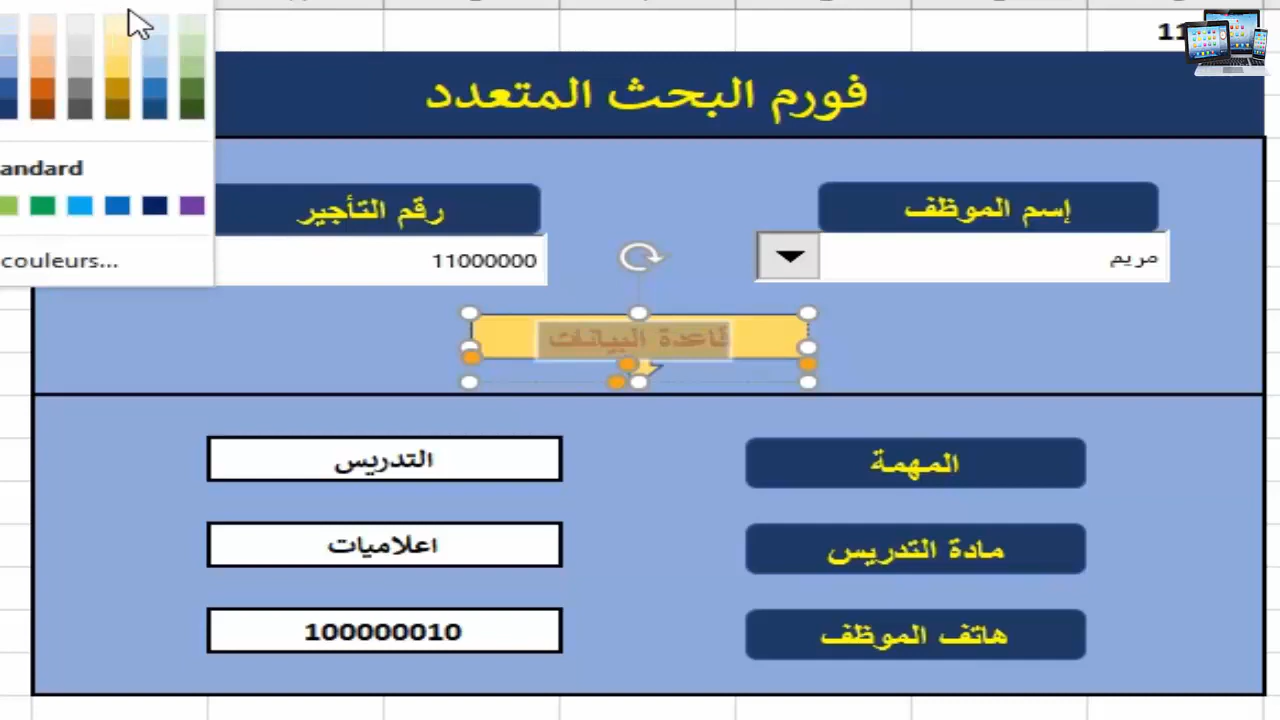 11
فورم البحث المتعدد
andard
couleurs...
إسم الموظف
رقم التأجير
مريم
11000000
قاعدة البيانات
المهمة
التدريس
مادة التدريس
اعلاميات
هاتف الموظف
100000010